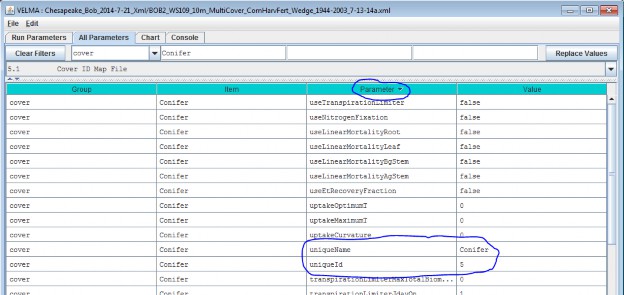 VELMA : Chesapeake_Bob_2014-7-21_Xml/BOB2_WS109_10m_MultiCover_ComHarvFert_Wedge_1944-2003_7-13-14a.xml
File Edit
Run Parameters All Parameters Chart Console
Clear Filters cover Conifer Replace Values
5.1 Cover ID Map File
Group Item Parameter Value
cover Conifer useTranspirationLimiter false
cover Conifer useNitrogenFixation false
cover Conifer useLinearMortalityRoot false
cover Conifer useLinearMortalityLeaf false
cover Conifer useLinearMortalityBgStem false
cover Conifer useLinearMortalityAgStem false
cover Conifer useEtRecoveryFraction false
cover Conifer uptakeOptimumT 0
cover Conifer uptakeMaximumT 0
cover Conifer uptakeCurvature 0
cover Conifer uniqueName Conifer
cover Conifer uniqueId 5
cover Conifer transpirationLimiterMaxTotalBiom... 0
cover Conifer transpirationLimiterJdayOn 1